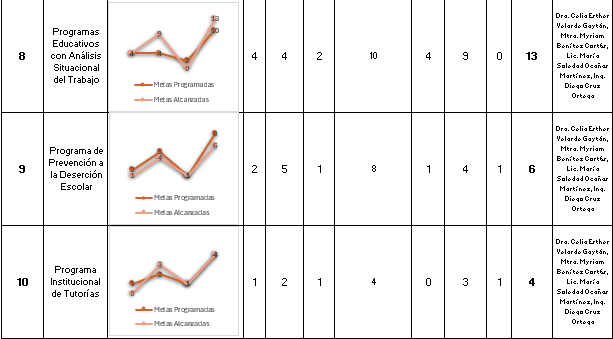 8
Programas
Educativos
con Análisis
Situacional
del Trabajo
4 4 2 10
4 9 0 13
Metas Programadas
Metas Alcanzadas
4 4 2 10 4 9 0 13
Dra. Celia Esther
Velarde Gaytán,
Mtra. Myriam
Benítez Cortés,
Lic. María
Soledad Ocañas
Martínez, Ing.
Diego Cruz
Ortega
9
Programa de
Prevención a
la Deserción
Escolar
1 4 1 6
Metas Programadas
Metas Alcanzadas
2 5 1 8 1 4 1 6
Dra. Celia Esther
Velarde Gaytán,
Mtra. Myriam
Benítez Cortés,
Lic. María
Soledad Ocañas
Martínez, Ing.
Diego Cruz
Ortega
10
Programa
Institucional
de Tutorías
0 3 1 4
Metas Programadas
Metas Alcanzadas
1 2 1 4 0 3 1 4
Dra. Celia Esther
Velarde Gaytán,
Mtra. Myriam
Benítez Cortés,
Lic. María
Soledad Ocañas
Martínez, Ing.
Diego Cruz
Ortega